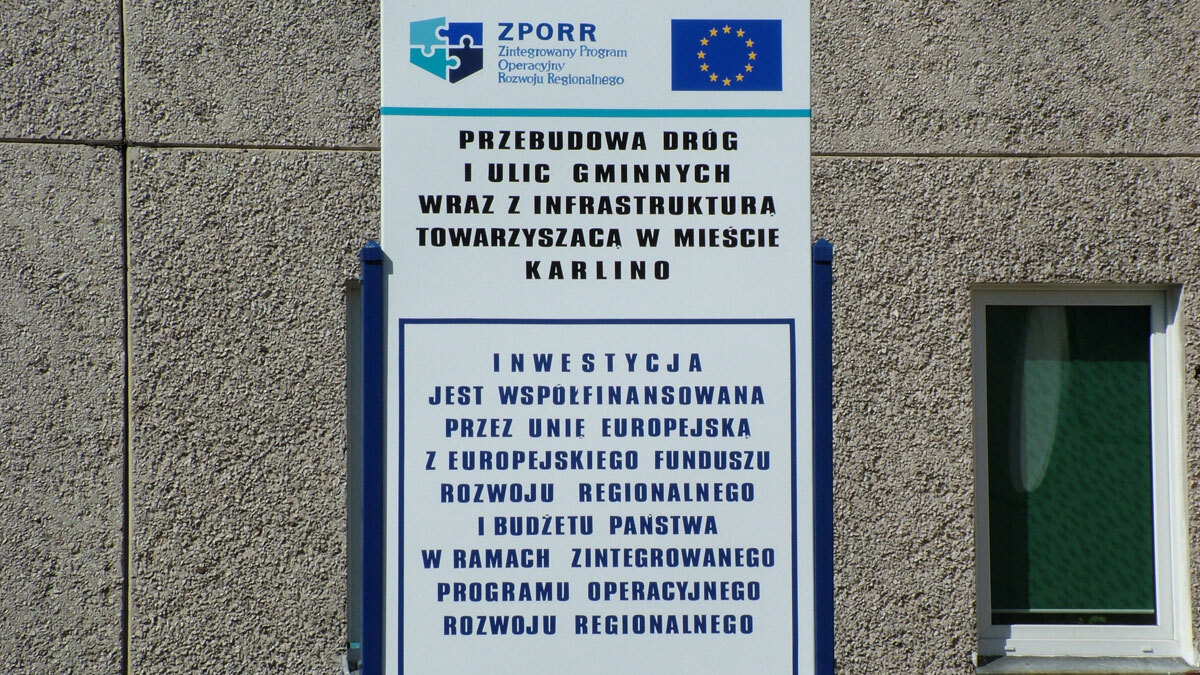 ZPORR
Zintegrowany Program
Operacyjny
Rozwoju Regionalnego
PRZEBUDOWA DRÓG
I ULIC GMINNYCH
WRAZ Z INFRASTRUKTURĄ
TOWARZYSZACĄ W MIEŚCIE
KARLINO
INWESTYCJA
JEST WSPÓŁFINANSOWANA
PRZEZ UNIĘ EUROPEJSKĄ
Z EUROPEJSKIEGO FUNDUSZU
ROZWOJU REGIONALNEGO
I BUDŻETU PAŃSTWA
W RAMACH ZINTEGROWANEGO
PROGRAMU OPERACYJNEGO
ROZWOJU REGIONALNEGO